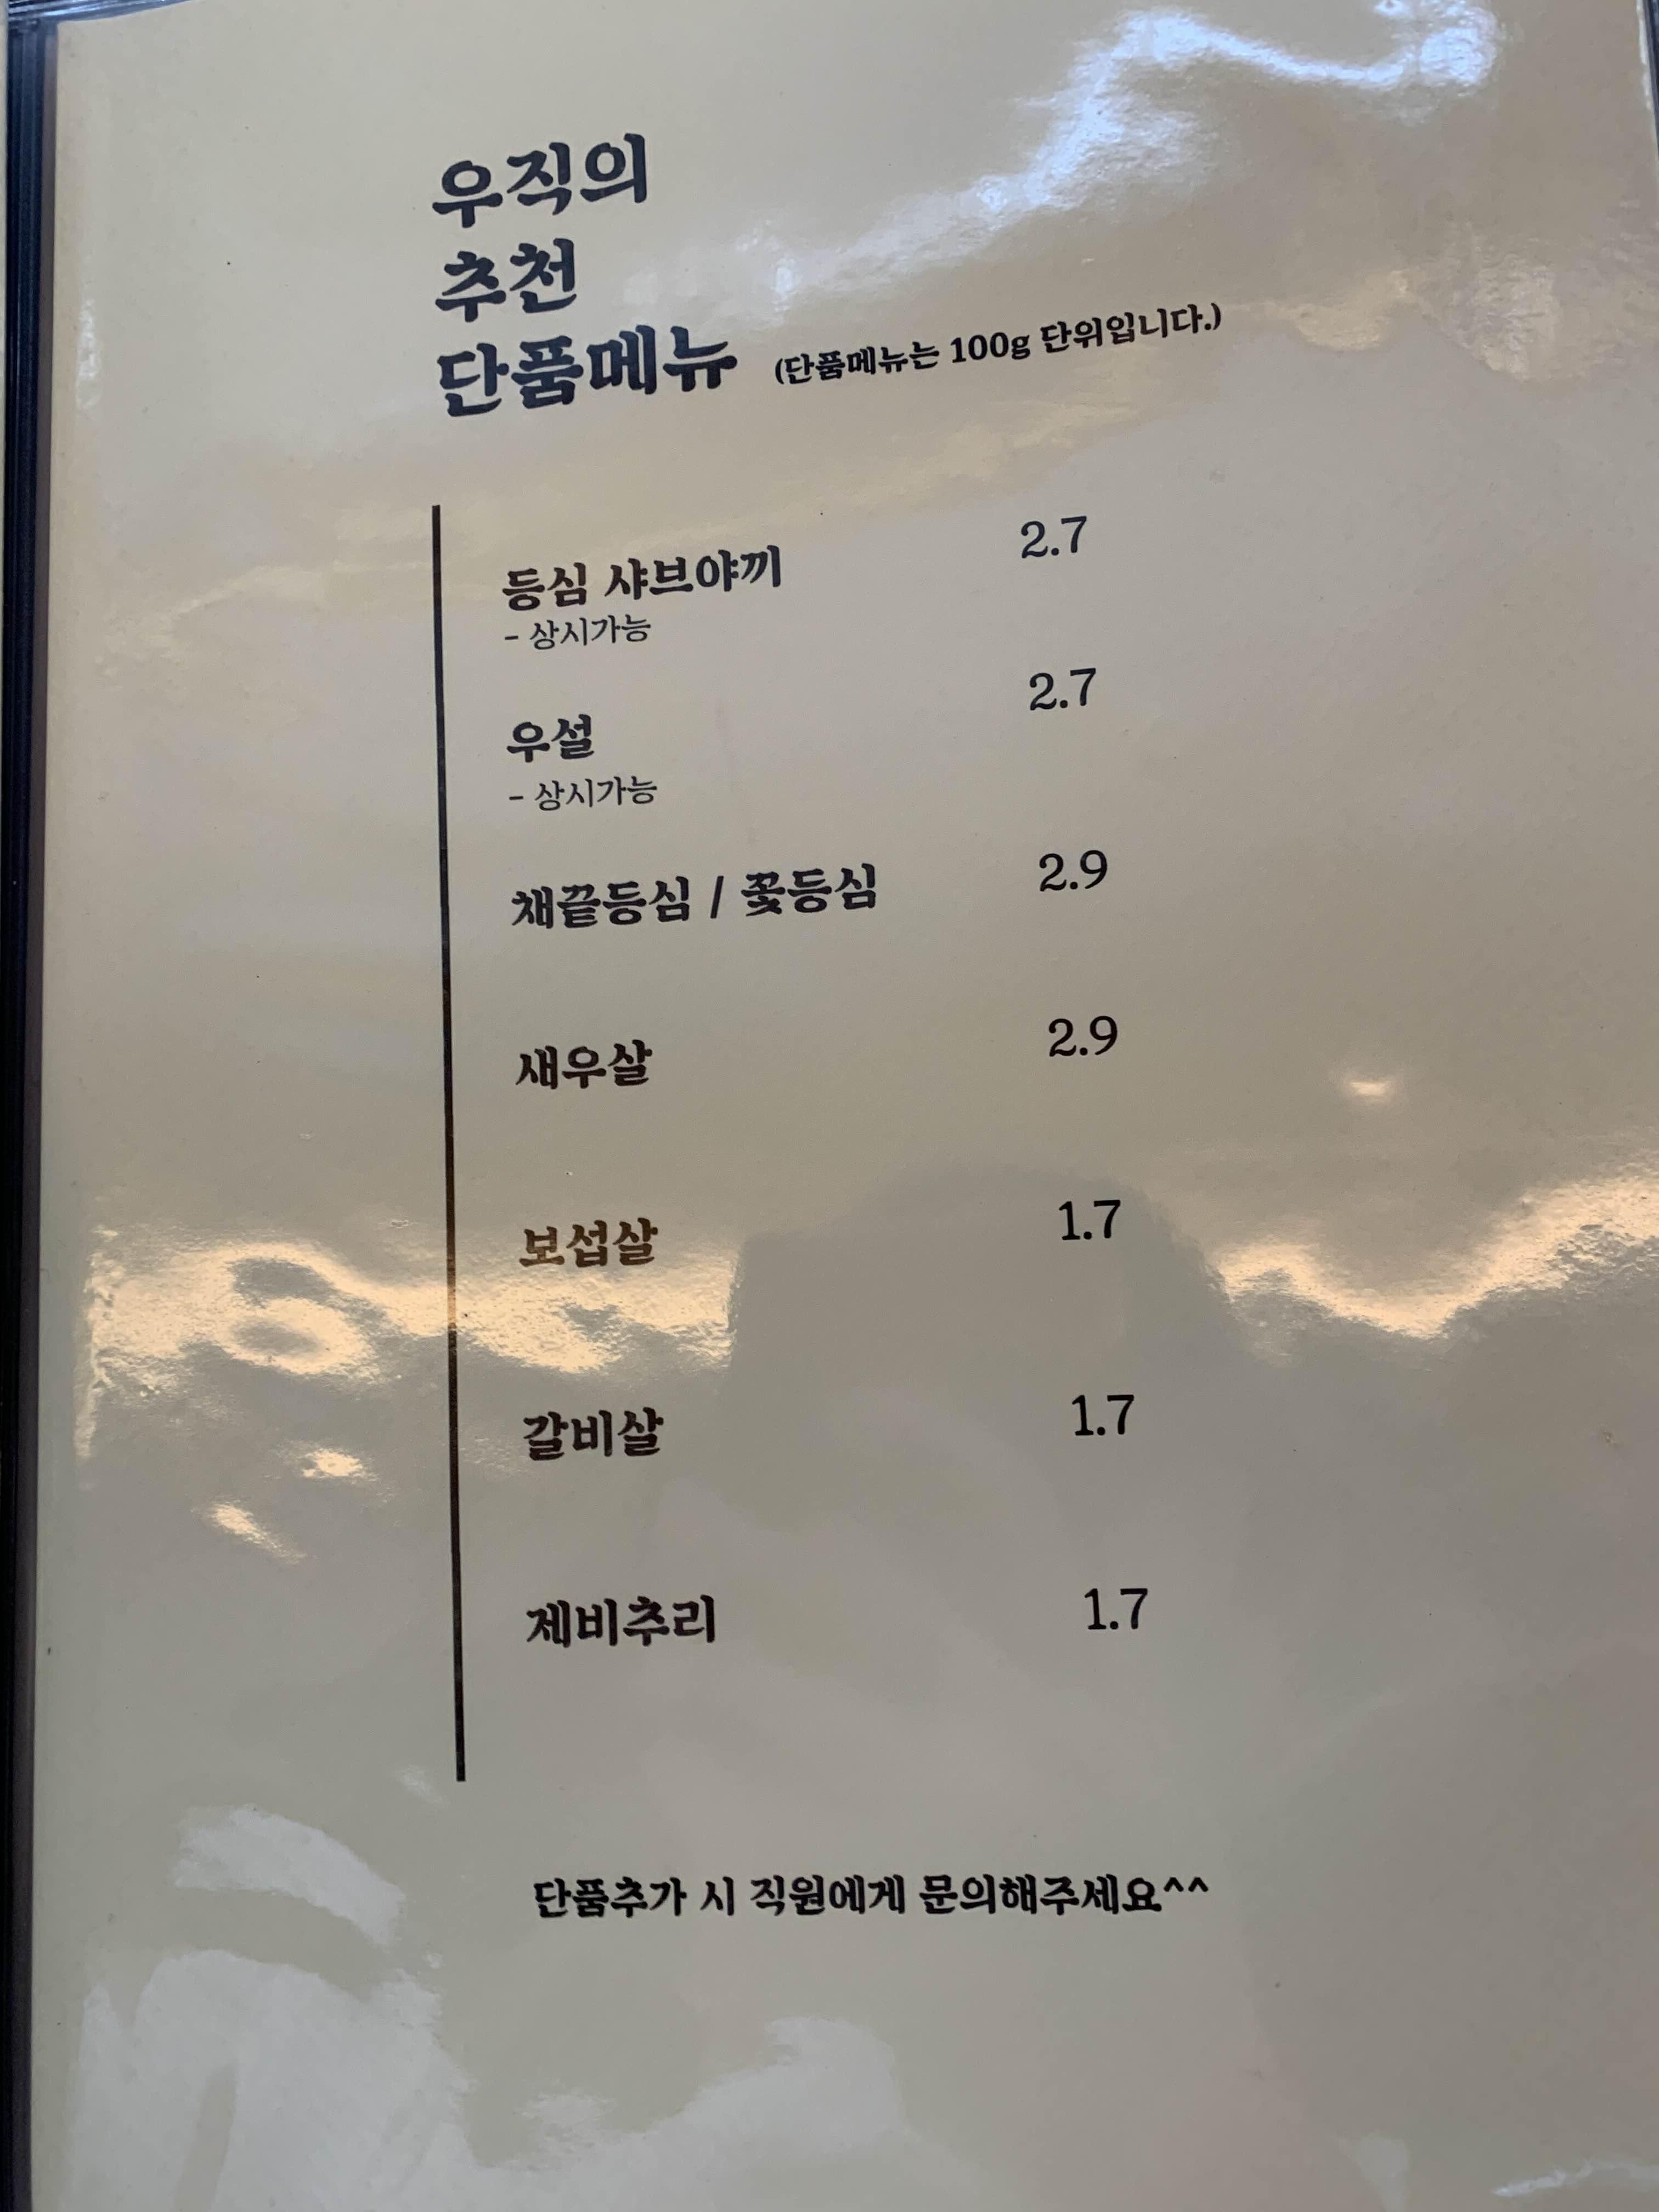 우직의
추천
단품메뉴 (단품메뉴는 100g 단위입니다.)
등심 샤브야끼 2.7
- 상시가능
우설 2.7
- 상시가능
채끝등심 / 꽃등심 2.9
새우살 2.9
보섭살 1.7
갈비살 1.7
제비추리 1.7
단품추가 시 직원에게 문의해주세요^^